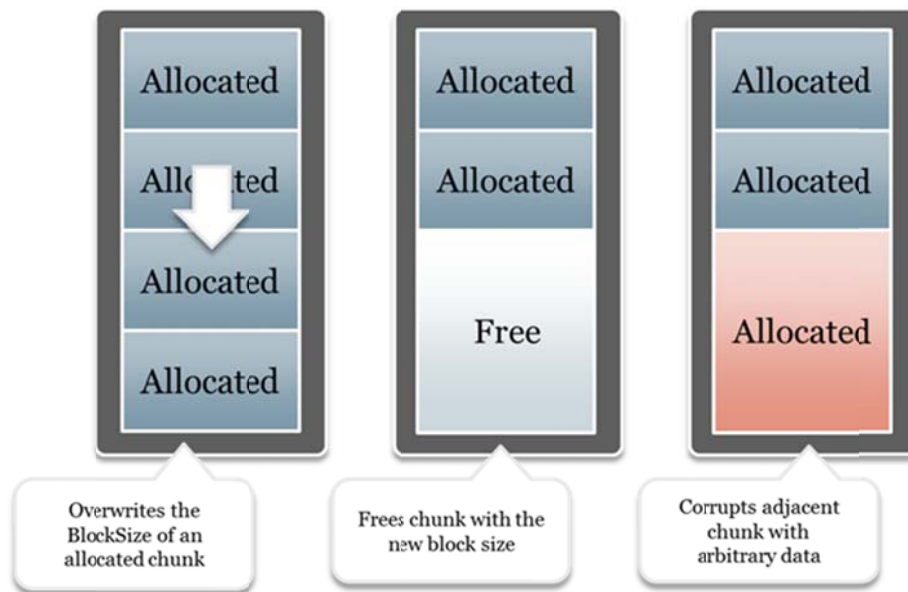 Allocated
Allocated
Allocated
Allocated
Overwrites the
BlockSize of an
allocated chunk
Allocated
Allocated
Free
Frees chunk with the
new block size
Allocated
Allocated
Allocated
Corrupts adjacent
chunk with
arbitrary data